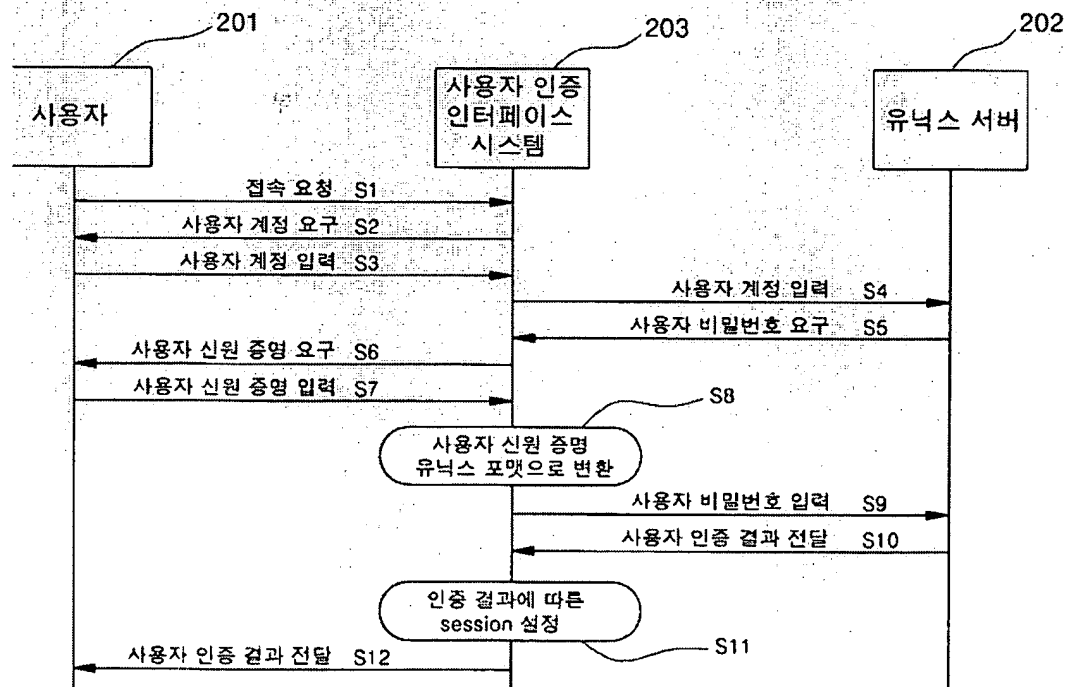 201
203
202
사용자
사용자 인증
인터페이스
시스템
유닉스 서버
접속 요청 S1
사용자 계정 요구 S2
사용자 계정 입력 S3
사용자 계정 입력 S4
사용자 비밀번호 요구 S5
사용자 신원 증명 요구 S6
사용자 신원 증명 입력 S7
S8
사용자 신원 증명
유닉스 포맷으로 변환
사용자 비밀번호 입력 S9
사용자 인증 결과 전달 S10
인증 결과에 따른
session 설정
S11
사용자 인증 결과 전달 S12